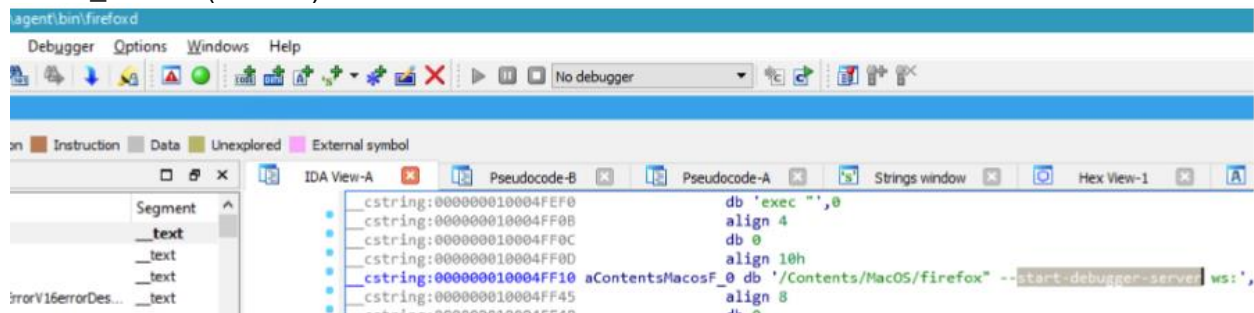 \agent\bin\firefoxd
Debugger Options Windows Help
No debugger
on Instruction Data Unexplored External symbol
IDA View-A Pseudocode-B Pseudocode-A Strings window Hex View-1
Segment
__text
__text
__text
ErrorV16errorDes... __text
__cstring:000000010004FEF0 db 'exec "',0
__cstring:000000010004FF0B align 4
__cstring:000000010004FF0C db 0
__cstring:000000010004FF0D align 10h
__cstring:000000010004FF10 aContentsMacosF_0 db '/Contents/MacOS/firefox" --start-debugger-server ws:',
__cstring:000000010004FF45 align 8